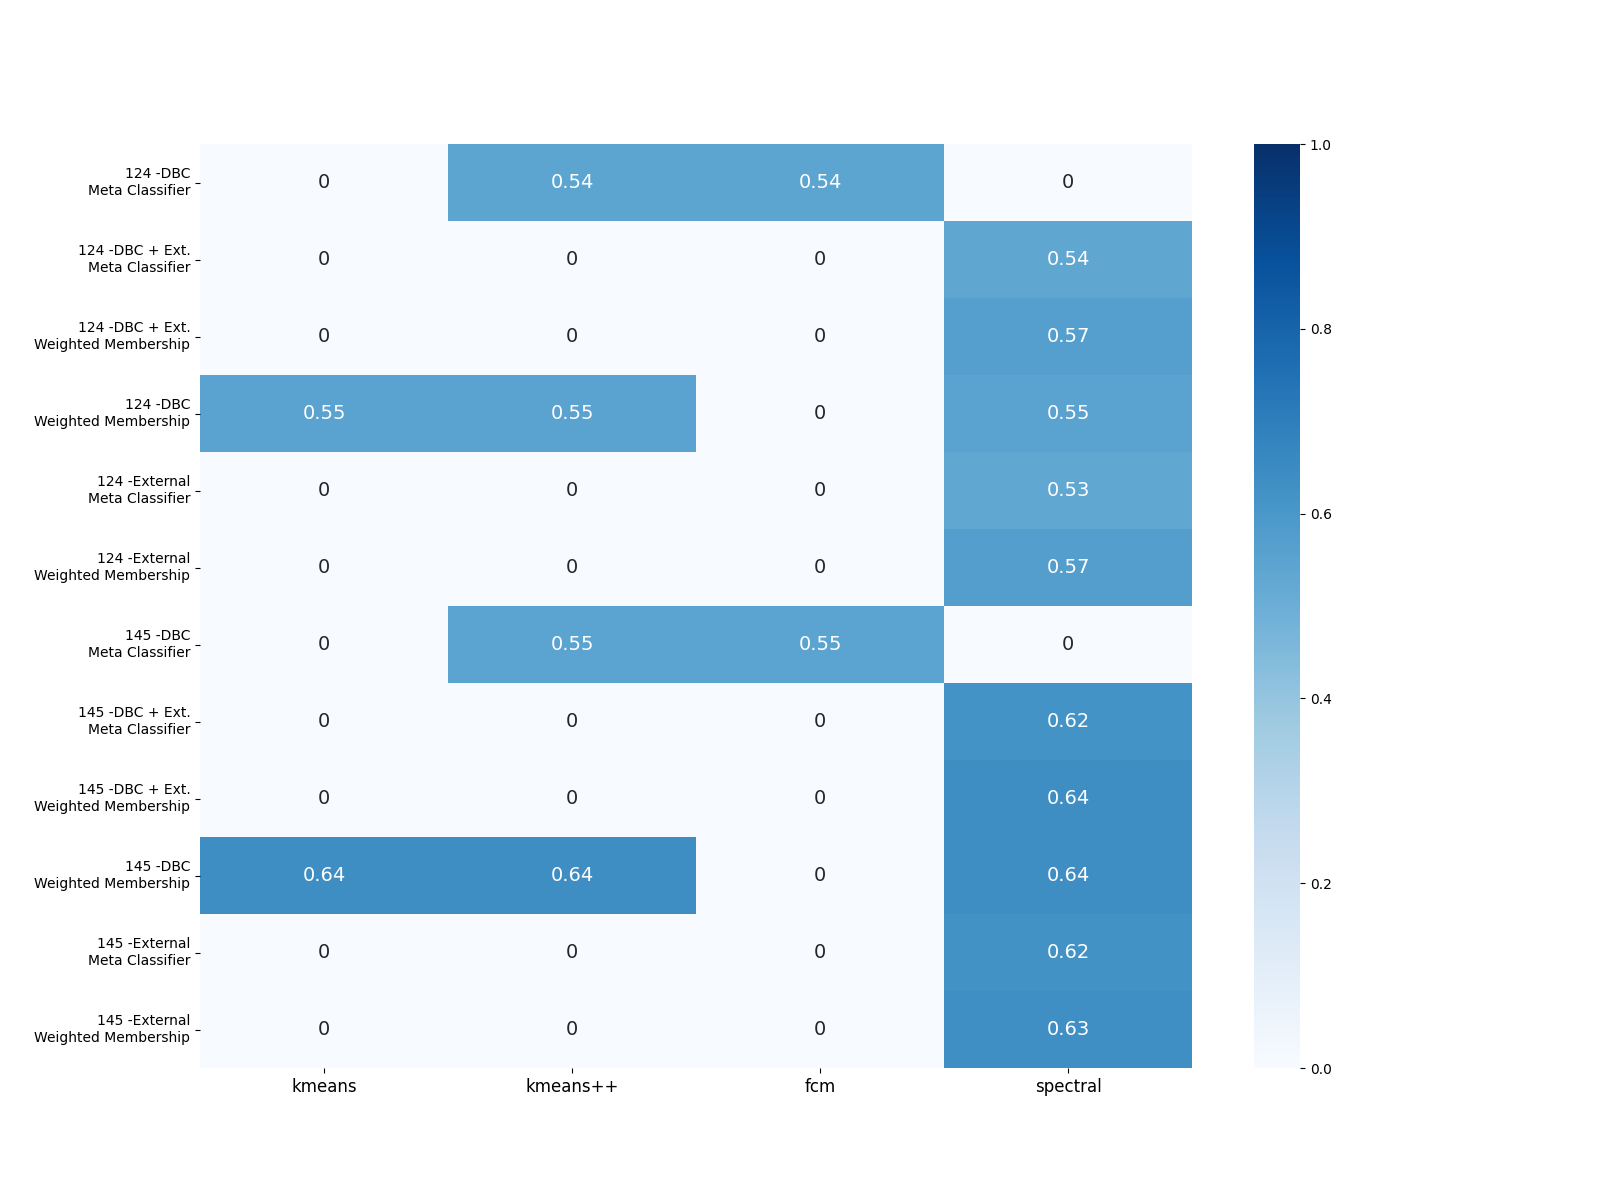 124 -DBC
Meta Classifier
0
0.54
0.54
0
124 -DBC + Ext.
Meta Classifier
0
0
0
0.54
124 -DBC + Ext.
Weighted Membership
0
0
0
0.57
124 -DBC
Weighted Membership
0.55
0.55
0
0.55
124 -External
Meta Classifier
0
0
0
0.53
124 -External
Weighted Membership
0
0
0
0.57
145 -DBC
Meta Classifier
0
0.55
0.55
0
145 -DBC + Ext.
Meta Classifier
0
0
0
0.62
145 -DBC + Ext.
Weighted Membership
0
0
0
0.64
145 -DBC
Weighted Membership
0.64
0.64
0
0.64
145 -External
Meta Classifier
0
0
0
0.62
145 -External
Weighted Membership
0
0
0
0.63
kmeans
kmeans++
fcm
spectral
1.0
0.8
0.6
0.4
0.2
0.0